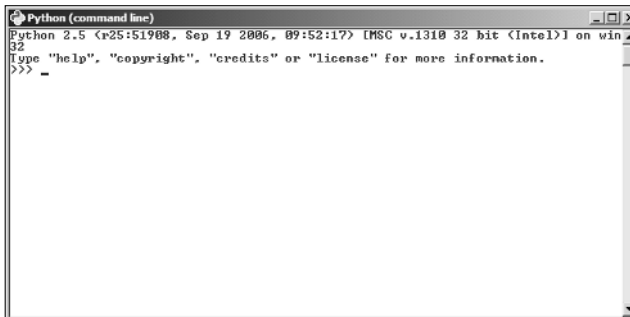 Python (command line)
Python 2.5 (r25:51908, Sep 19 2006, 09:52:17) [MSC v.1310 32 bit (Intel)] on win
32
Type "help", "copyright", "credits" or "license" for more information.
>>> _